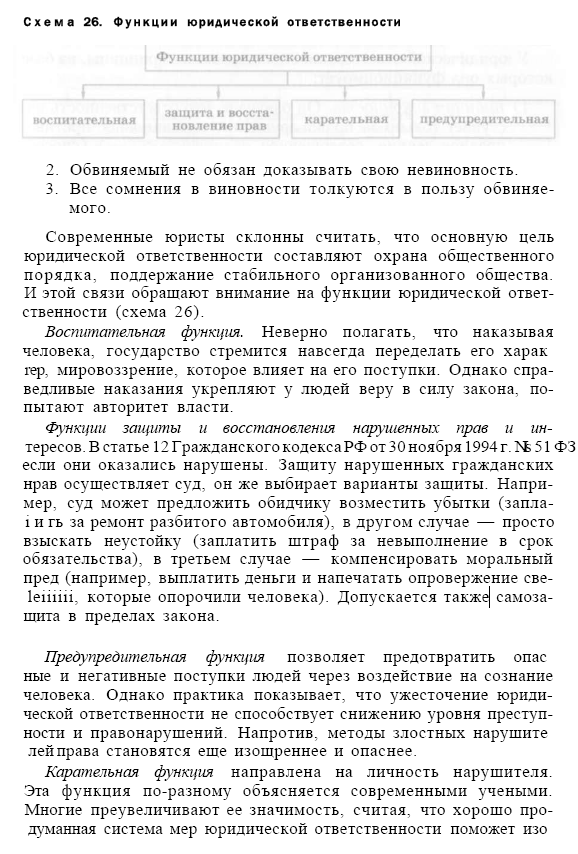 Схема 26. Функции юридической ответственности
Функции юридической ответственности
воспитательная
защита и восста-
новление прав
карательная
предупредительная
2. Обвиняемый не обязан доказывать свою невиновность.
3. Все сомнения в виновности толкуются в пользу обвиняе-
мого.
Современные юристы склонны считать, что основную цель
юридической ответственности составляют охрана общественного
порядка, поддержание стабильного организованного общества.
И этой связи обращают внимание на функции юридической ответ-
ственности (схема 26).
Воспитательная функция. Неверно полагать, что наказывая
человека, государство стремится навсегда переделать его харак
гер, мировоззрение, которое влияет на его поступки. Однако спра-
ведливые наказания укрепляют у людей веру в силу закона, по-
пытают авторитет власти.
Функции защиты и восстановления нарушенных прав и ин-
тересов. В статье 12 Гражданского кодекса РФ от 30 ноября 1994 г. № 51 ФЗ
если они оказались нарушены. Защиту нарушенных гражданских
нрав осуществляет суд, он же выбирает варианты защиты. Напри-
мер, суд может предложить обидчику возместить убытки (запла-
i и гь за ремонт разбитого автомобиля), в другом случае — просто
взыскать неустойку (заплатить штраф за невыполнение в срок
обязательства), в третьем случае — компенсировать моральный
пред (например, выплатить деньги и напечатать опровержение све-
leiiiiii, которые опорочили человека). Допускается также самоза-
щита в пределах закона.
Предупредительная функция позволяет предотвратить опас
ные и негативные поступки людей через воздействие на сознание
человека. Однако практика показывает, что ужесточение юриди-
ческой ответственности не способствует снижению уровня преступ-
ности и правонарушений. Напротив, методы злостных нарушите
лей права становятся еще изощреннее и опаснее.
Карательная функция направлена на личность нарушителя.
Эта функция по-разному объясняется современными учеными.
Многие преувеличивают ее значимость, считая, что хорошо про-
думанная система мер юридической ответственности поможет изо